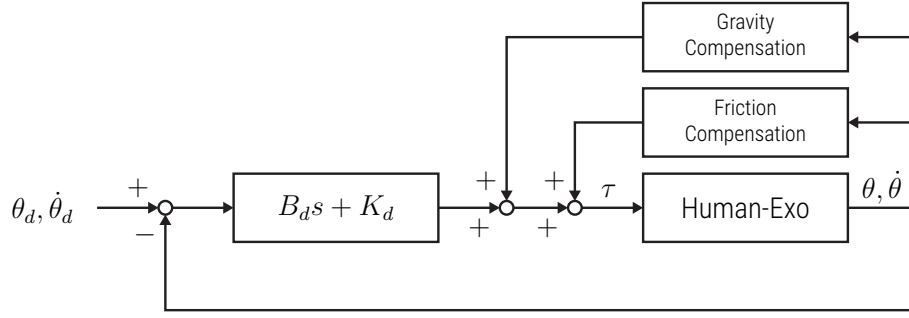 Gravity
Compensation
Friction
Compensation
θ_d, θ̇_d
+
−
B_d s + K_d
+
+
+
+
τ
Human-Exo
θ, θ̇